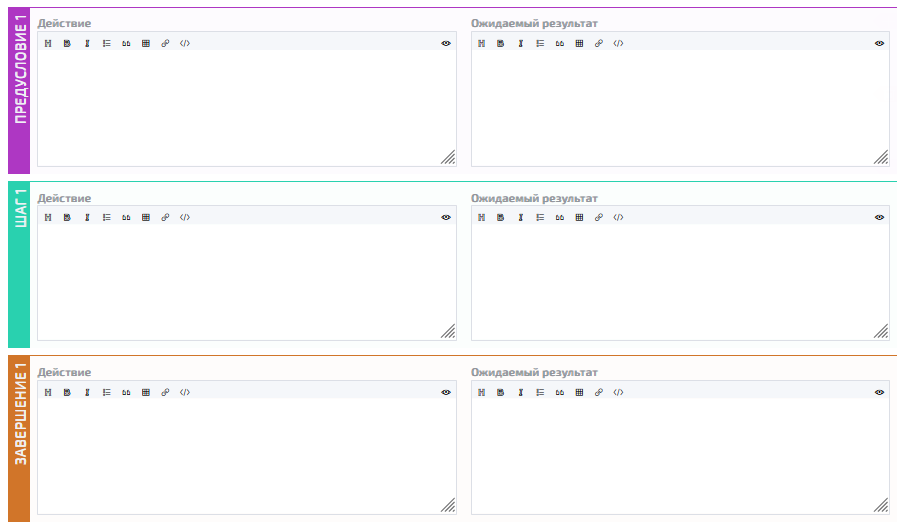 ПРЕДУСЛОВИЕ 1
Действие
Ожидаемый результат
ШАГ 1
Действие
Ожидаемый результат
ЗАВЕРШЕНИЕ 1
Действие
Ожидаемый результат